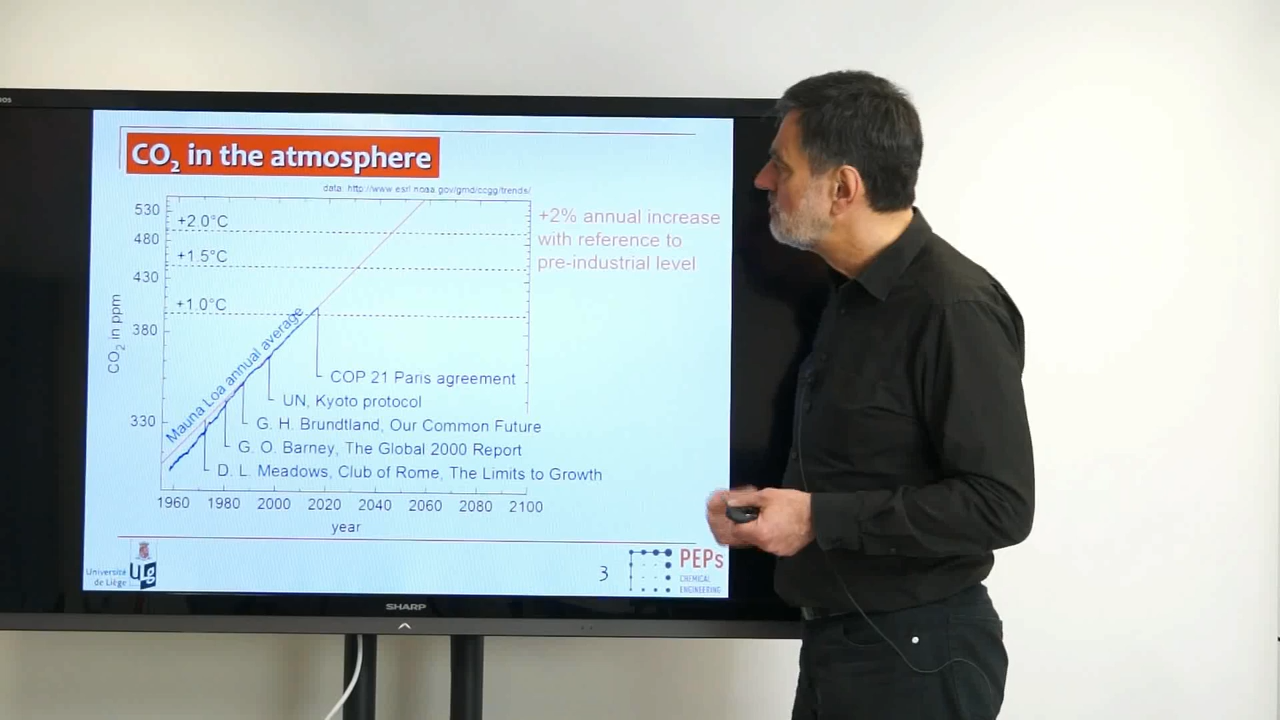 CO2 in the atmosphere
data: http://www.esrl.noaa.gov/gmd/ccgg/trends/
530
480
430
380
330
CO2 in ppm
+2.0°C
+1.5°C
+1.0°C
+2% annual increase
with reference to
pre-industrial level
Mauna Loa annual average
COP 21 Paris agreement
UN, Kyoto protocol
G. H. Brundtland, Our Common Future
G. O. Barney, The Global 2000 Report
D. L. Meadows, Club of Rome, The Limits to Growth
1960 1980 2000 2020 2040 2060 2080 2100
year
Université
de Liège
ULg
3
PEPs
CHEMICAL
ENGINEERING
SHARP